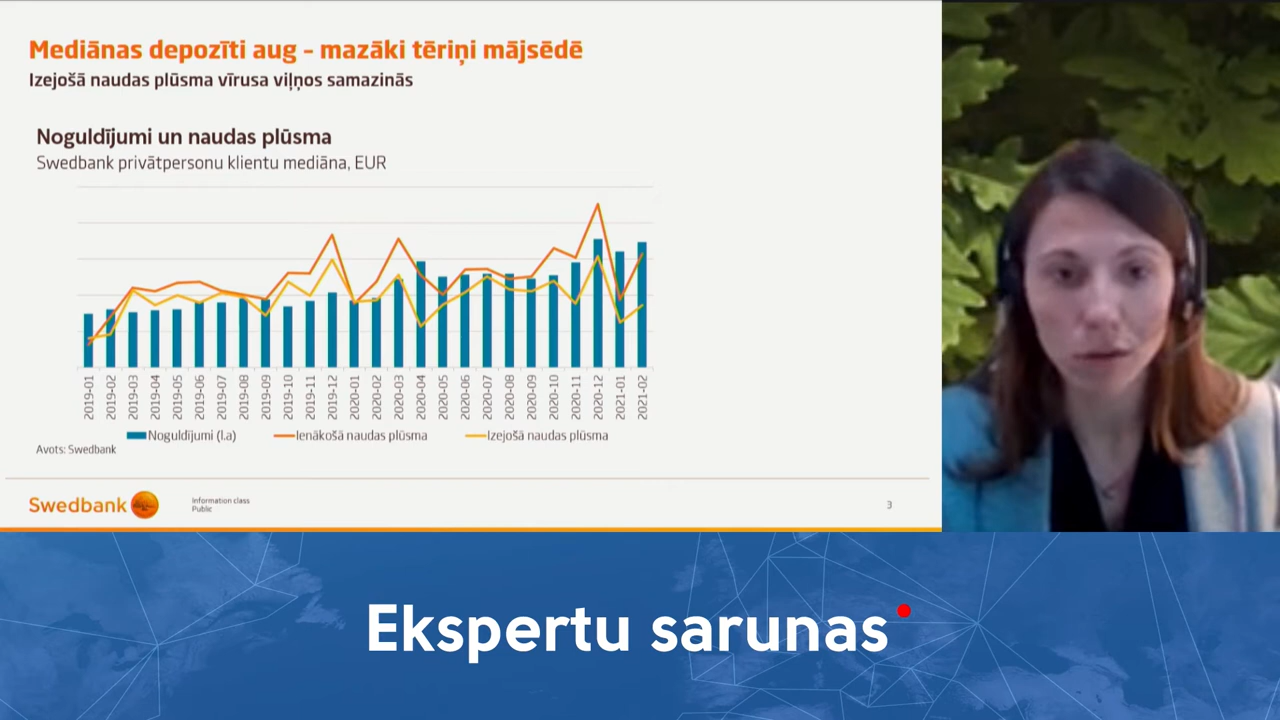 Mediānas depozīti aug – mazāki tēriņi mājsēdē
Izejošā naudas plūsma vīrusa viļņos samazinās
Noguldījumi un naudas plūsma
Swedbank privātpersonu klientu mediāna, EUR
2019-01 2019-02 2019-03 2019-04 2019-05 2019-06 2019-07 2019-08 2019-09 2019-10 2019-11 2019-12 2020-01 2020-02 2020-03 2020-04 2020-05 2020-06 2020-07 2020-08 2020-09 2020-10 2020-11 2020-12 2021-01 2021-02
Noguldījumi (l.a) Ienākošā naudas plūsma Izejošā naudas plūsma
Avots: Swedbank
Swedbank
Information class
Public
3
Ekspertu sarunas